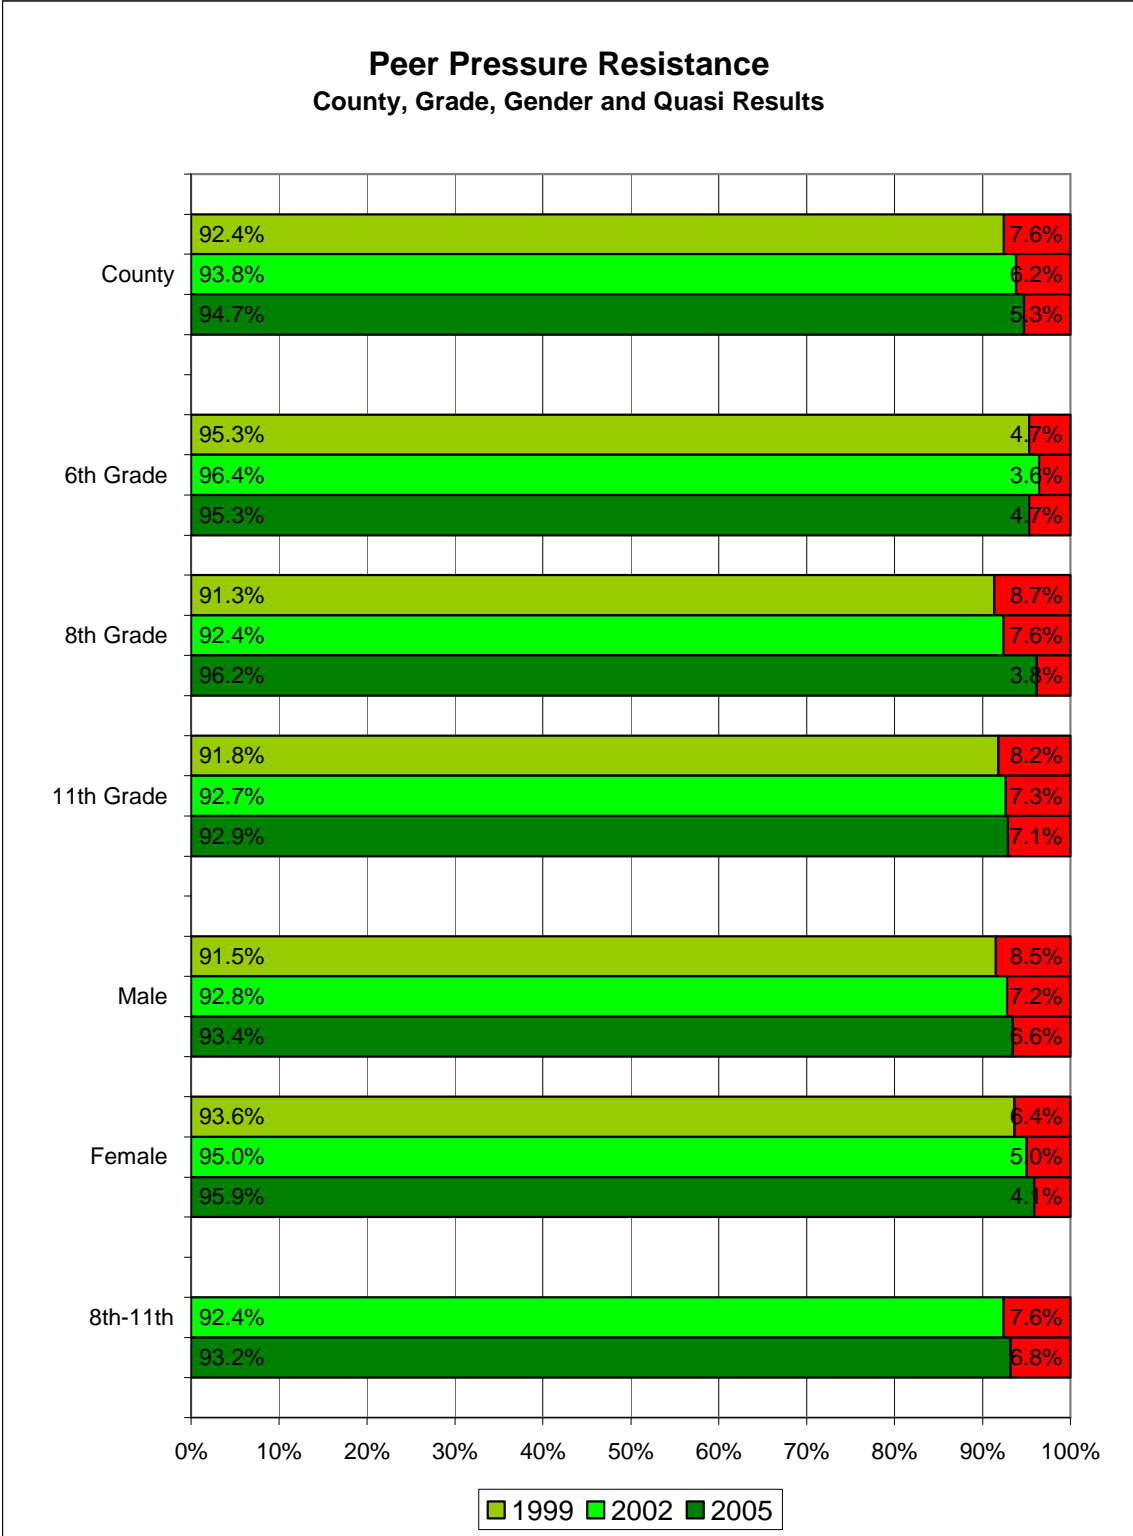 Peer Pressure Resistance
County, Grade, Gender and Quasi Results
92.4% 7.6%
County 93.8% 6.2%
94.7% 5.3%
95.3% 4.7%
6th Grade 96.4% 3.6%
95.3% 4.7%
91.3% 8.7%
8th Grade 92.4% 7.6%
96.2% 3.8%
91.8% 8.2%
11th Grade 92.7% 7.3%
92.9% 7.1%
91.5% 8.5%
Male 92.8% 7.2%
93.4% 6.6%
93.6% 6.4%
Female 95.0% 5.0%
95.9% 4.1%
8th-11th 92.4% 7.6%
93.2% 6.8%
0% 10% 20% 30% 40% 50% 60% 70% 80% 90% 100%
1999 2002 2005